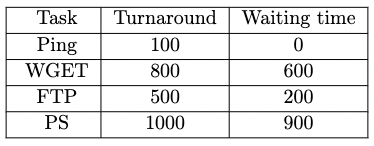 Task Turnaround Waiting time
Ping 100 0
WGET 800 600
FTP 500 200
PS 1000 900